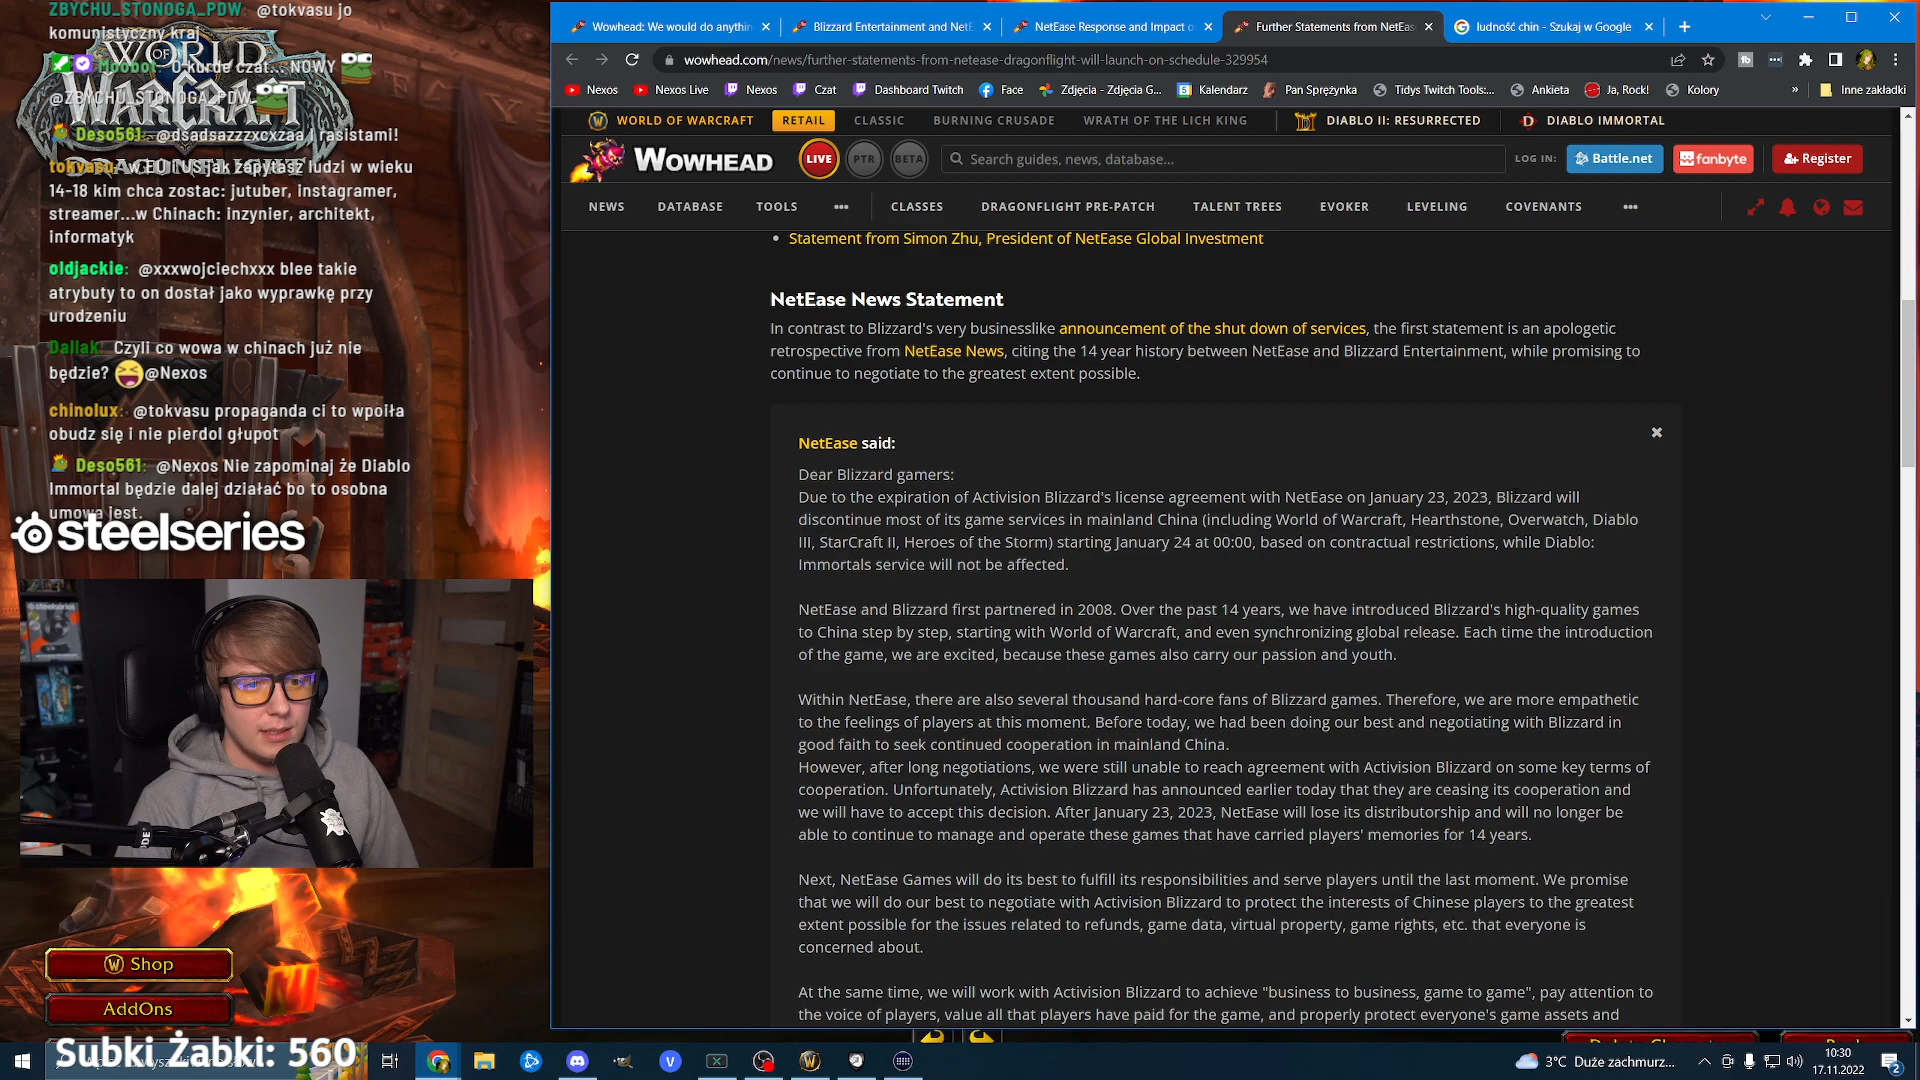 ZBYCHU_STONOGA_PDW: @tokvasu jo
komunistyczny kraj
WORLD
OF
WARCRAFT
Moobot: O kurde czat... NOWY
@ZBYCHU_STONOGA_PDW
Deso561: @dsadsazzzxcxzaa i rasistami!
tokvasu: w EU i US jak zapytasz ludzi w wieku
14-18 kim chca zostac: jutuber, instagramer,
streamer...w Chinach: inzynier, architekt,
informatyk
oldjackie: @xxxwojciechxxx blee takie
atrybuty to on dostał jako wyprawkę przy
urodzeniu
Dallak: Czyli co wowa w chinach już nie
będzie? @Nexos
chinolux: @tokvasu propaganda ci to wpoiła
obudz się i nie pierdol głupot
Deso561: @Nexos Nie zapominaj że Diablo
Immortal będzie dalej działać bo to osobna
umowa jest.
steelseries
Shop
AddOns
Subki Żabki: 560
Wowhead: We would do anythin
Blizzard Entertainment and NetE
NetEase Response and Impact o
Further Statements from NetEas
ludność chin - Szukaj w Google
wowhead.com/news/further-statements-from-netease-dragonflight-will-launch-on-schedule-329954
Nexos
Nexos Live
Nexos
Czat
Dashboard Twitch
Face
Zdjęcia - Zdjęcia G...
Kalendarz
Pan Sprężynka
Tidys Twitch Tools:...
Ankieta
Ja, Rock!
Kolory
»
Inne zakładki
WORLD OF WARCRAFT
RETAIL
CLASSIC
BURNING CRUSADE
WRATH OF THE LICH KING
DIABLO II: RESURRECTED
DIABLO IMMORTAL
WOWHEAD
LIVE
PTR
BETA
Search guides, news, database...
LOG IN:
Battle.net
fanbyte
Register
NEWS
DATABASE
TOOLS
CLASSES
DRAGONFLIGHT PRE-PATCH
TALENT TREES
EVOKER
LEVELING
COVENANTS
• Statement from Simon Zhu, President of NetEase Global Investment
NetEase News Statement
In contrast to Blizzard's very businesslike announcement of the shut down of services, the first statement is an apologetic
retrospective from NetEase News, citing the 14 year history between NetEase and Blizzard Entertainment, while promising to
continue to negotiate to the greatest extent possible.
NetEase said:
Dear Blizzard gamers:
Due to the expiration of Activision Blizzard's license agreement with NetEase on January 23, 2023, Blizzard will
discontinue most of its game services in mainland China (including World of Warcraft, Hearthstone, Overwatch, Diablo
III, StarCraft II, Heroes of the Storm) starting January 24 at 00:00, based on contractual restrictions, while Diablo:
Immortals service will not be affected.
NetEase and Blizzard first partnered in 2008. Over the past 14 years, we have introduced Blizzard's high-quality games
to China step by step, starting with World of Warcraft, and even synchronizing global release. Each time the introduction
of the game, we are excited, because these games also carry our passion and youth.
Within NetEase, there are also several thousand hard-core fans of Blizzard games. Therefore, we are more empathetic
to the feelings of players at this moment. Before today, we had been doing our best and negotiating with Blizzard in
good faith to seek continued cooperation in mainland China.
However, after long negotiations, we were still unable to reach agreement with Activision Blizzard on some key terms of
cooperation. Unfortunately, Activision Blizzard has announced earlier today that they are ceasing its cooperation and
we will have to accept this decision. After January 23, 2023, NetEase will lose its distributorship and will no longer be
able to continue to manage and operate these games that have carried players' memories for 14 years.
Next, NetEase Games will do its best to fulfill its responsibilities and serve players until the last moment. We promise
that we will do our best to negotiate with Activision Blizzard to protect the interests of Chinese players to the greatest
extent possible for the issues related to refunds, game data, virtual property, game rights, etc. that everyone is
concerned about.
At the same time, we will work with Activision Blizzard to achieve "business to business, game to game", pay attention to
the voice of players, value all that players have paid for the game, and properly protect everyone's game assets and
3°C Duże zachmurz...
10:30
17.11.2022
2